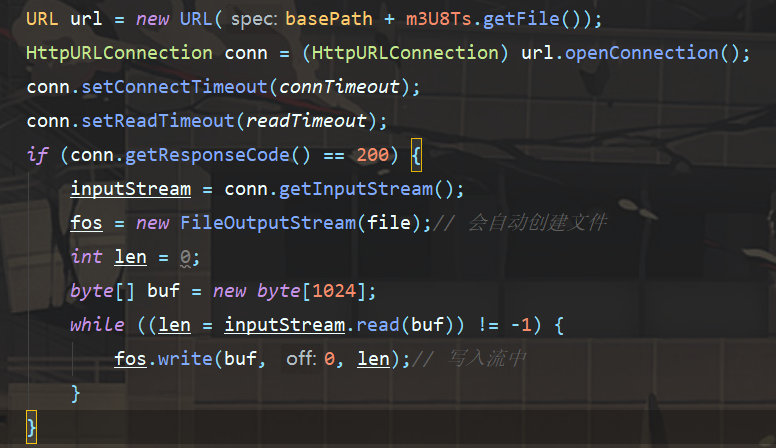 URL url = new URL( spec: basePath + m3U8Ts.getFile());
HttpURLConnection conn = (HttpURLConnection) url.openConnection();
conn.setConnectTimeout(connTimeout);
conn.setReadTimeout(readTimeout);
if (conn.getResponseCode() == 200) {
inputStream = conn.getInputStream();
fos = new FileOutputStream(file);// 会自动创建文件
int len = 0;
byte[] buf = new byte[1024];
while ((len = inputStream.read(buf)) != -1) {
fos.write(buf, off: 0, len);// 写入流中
}
}